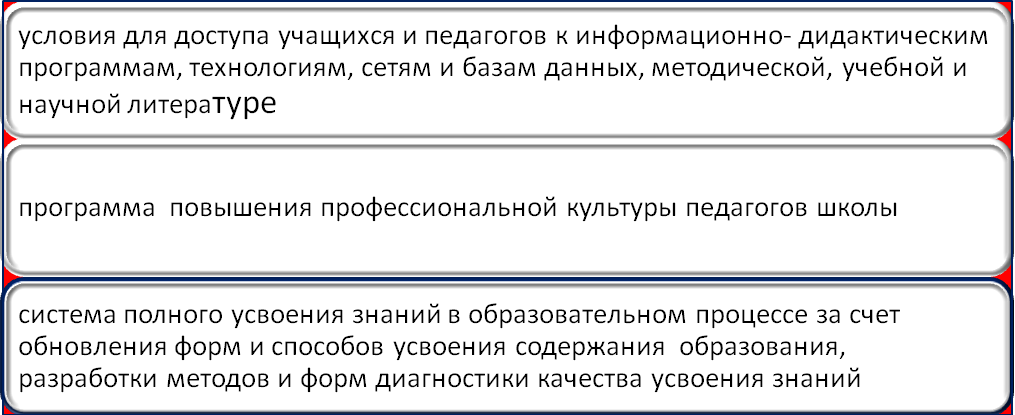 условия для доступа учащихся и педагогов к информационно- дидактическим
программам, технологиям, сетям и базам данных, методической, учебной и
научной литературе
программа  повышения профессиональной культуры педагогов школы
система полного усвоения знаний в образовательном процессе за счет
обновления форм и способов усвоения содержания  образования,
разработки методов и форм диагностики качества усвоения знаний